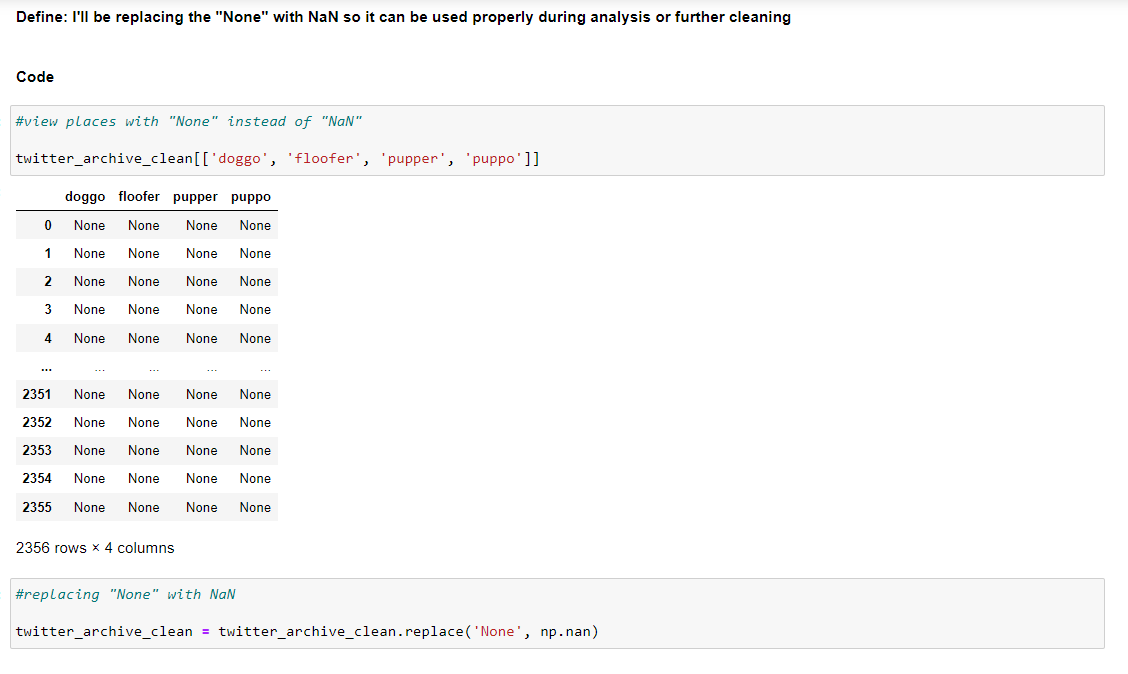 Define: I'll be replacing the "None" with NaN so it can be used properly during analysis or further cleaning
Code
#view places with "None" instead of "NaN"
twitter_archive_clean[['doggo', 'floofer', 'pupper', 'puppo']]
doggo floofer pupper puppo
0 None None None None
1 None None None None
2 None None None None
3 None None None None
4 None None None None
... ... ... ... ...
2351 None None None None
2352 None None None None
2353 None None None None
2354 None None None None
2355 None None None None
2356 rows × 4 columns
#replacing "None" with NaN
twitter_archive_clean = twitter_archive_clean.replace('None', np.nan)